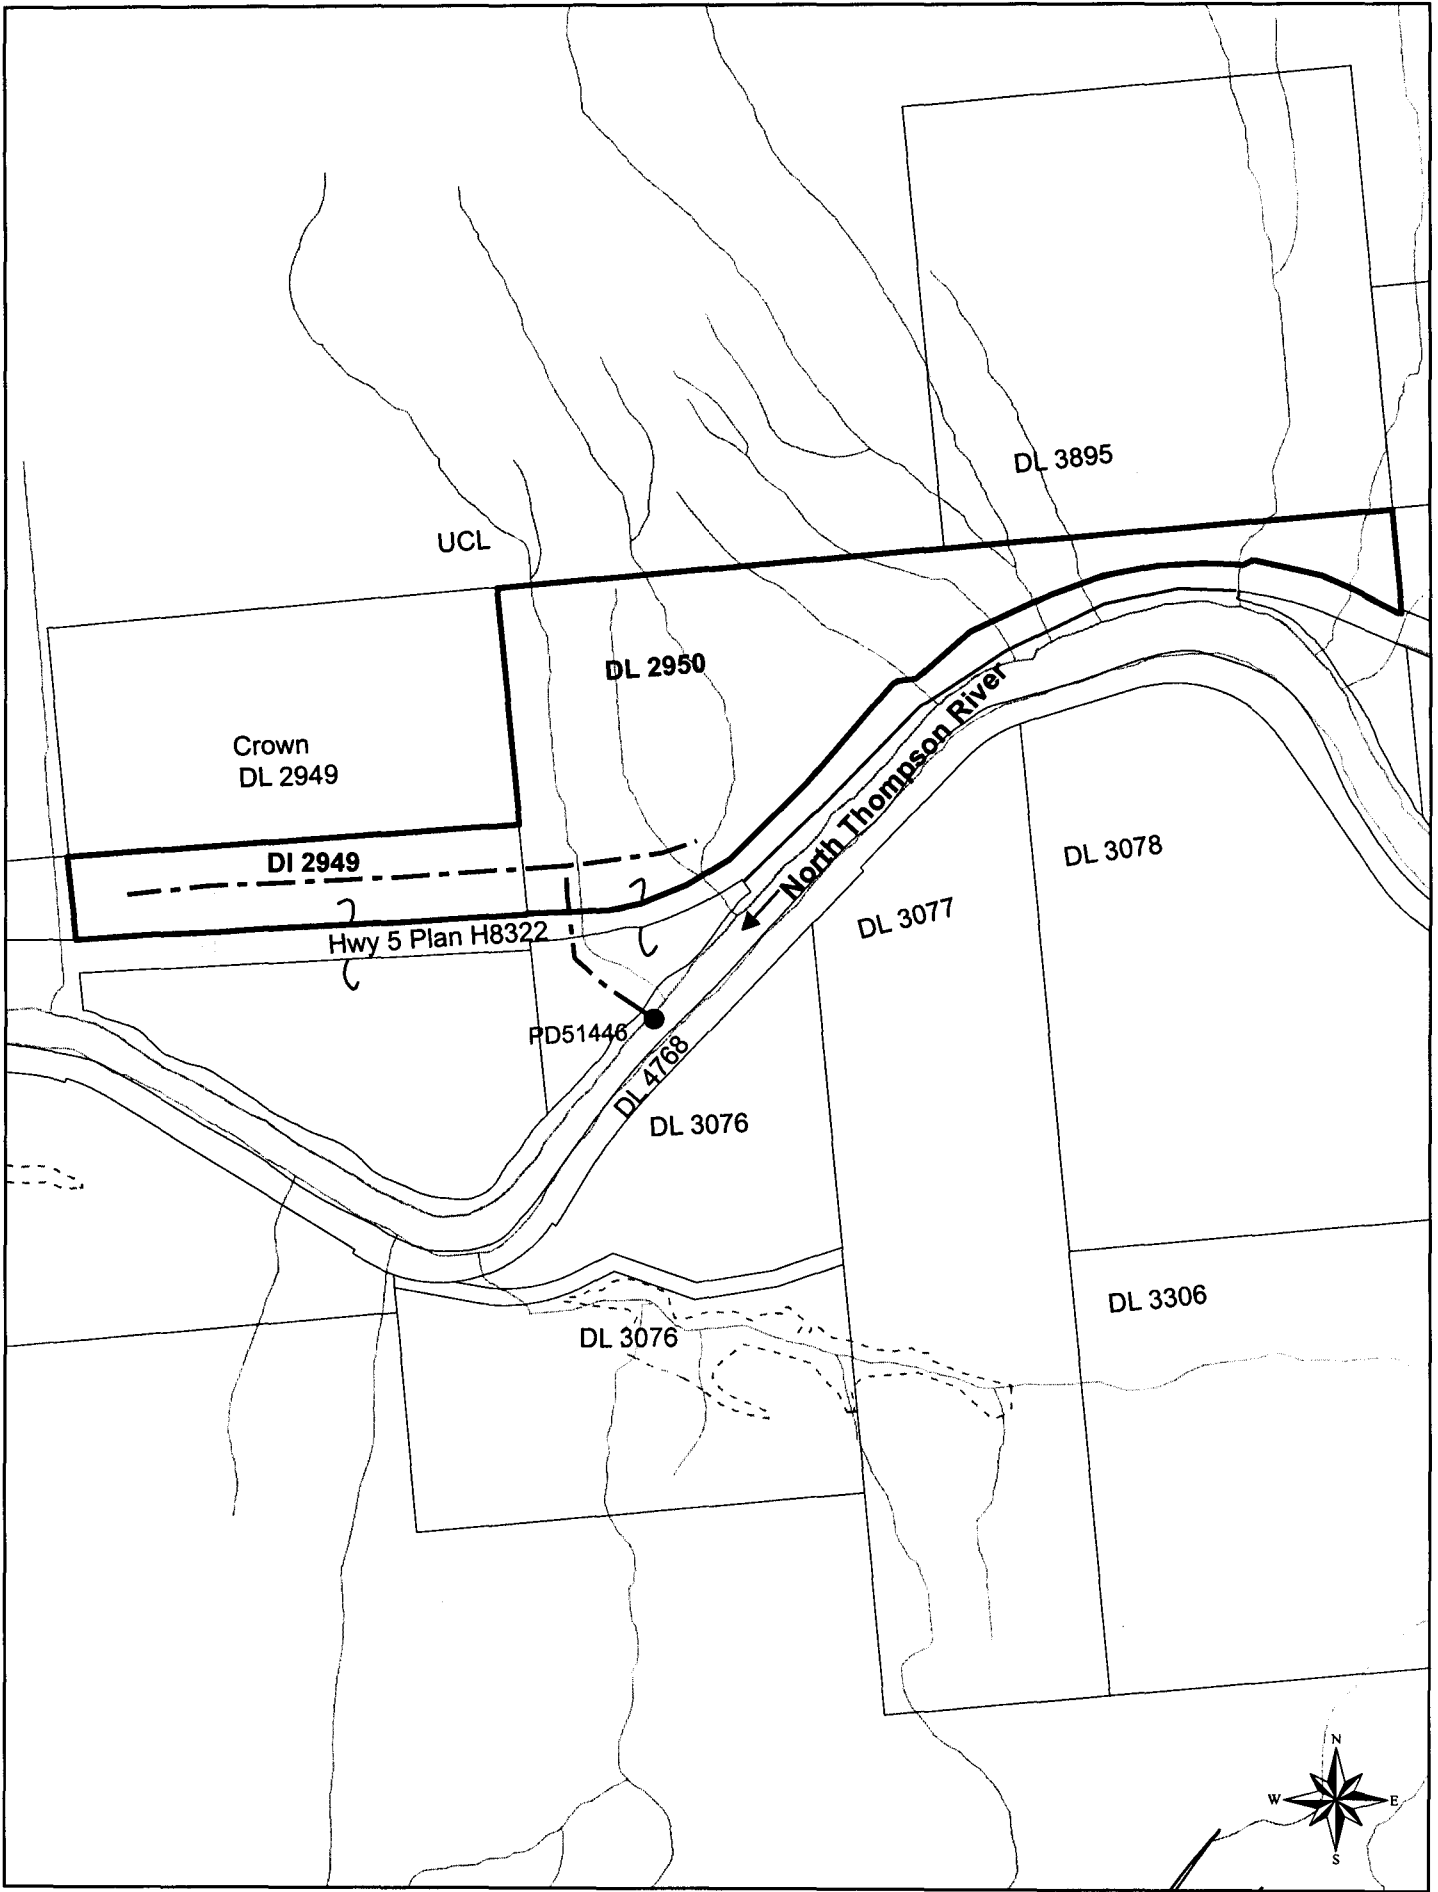 DL 3895
UCL
DL 2950
Crown
DL 2949
North Thompson River
DL 3078
DI 2949
DL 3077
Hwy 5 Plan H8322
PD51446
DL 4768
DL 3076
DL 3306
DL 3076
N
W E
S